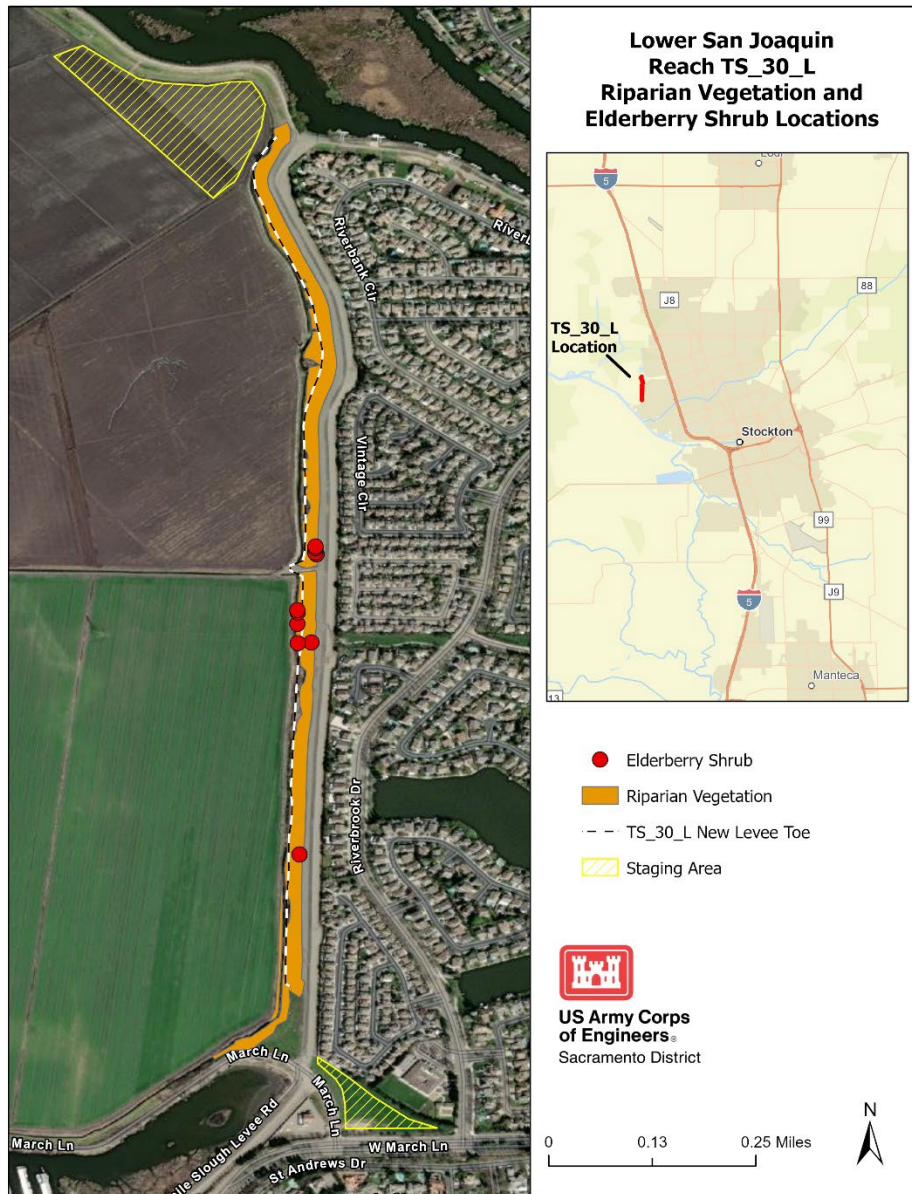 Lower San Joaquin
Reach TS_30_L
Riparian Vegetation and
Elderberry Shrub Locations
Riverbank Cir
Vintage Cir
Riverbrook Dr
March Ln
March Ln
March Ln
W March Ln
St Andrews Dr
Slough Levee Rd
5
J8
88
TS_30_L
Location
Stockton
99
5
J9
Manteca
13
Elderberry Shrub
Riparian Vegetation
TS_30_L New Levee Toe
Staging Area
US Army Corps
of Engineers®
Sacramento District
N
0 0.13 0.25 Miles